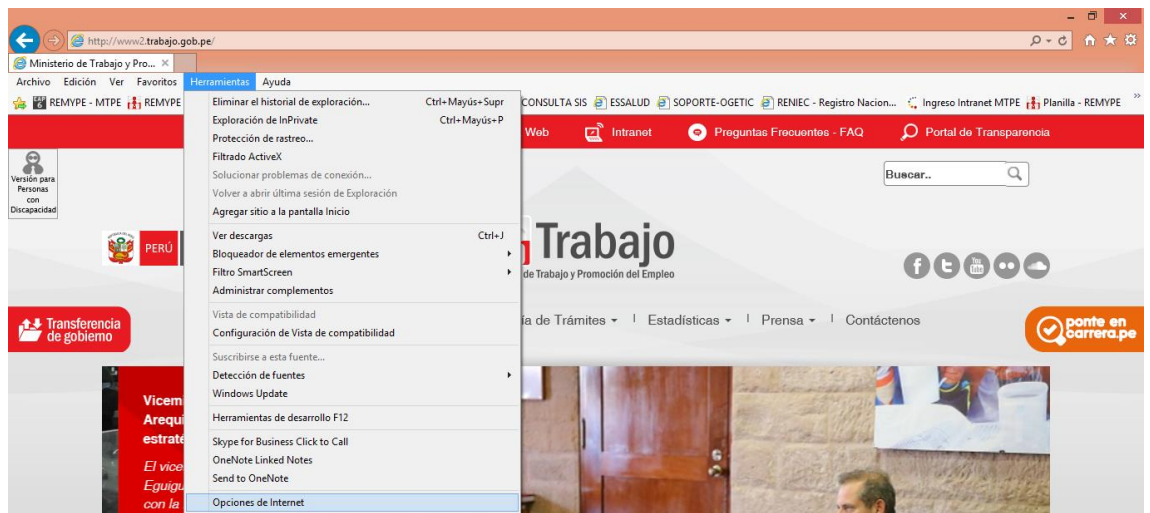 http://www2.trabajo.gob.pe/
Ministerio de Trabajo y Pro...
Archivo Edición Ver Favoritos Herramientas Ayuda
REMYPE - MTPE REMYPE CONSULTA SIS ESSALUD SOPORTE-OGETIC RENIEC - Registro Nacion... Ingreso Intranet MTPE Planilla - REMYPE
Eliminar el historial de exploración... Ctrl+Mayús+Supr
Exploración de InPrivate Ctrl+Mayús+P
Protección de rastreo...
Filtrado ActiveX
Solucionar problemas de conexión...
Volver a abrir última sesión de Exploración
Agregar sitio a la pantalla Inicio
Ver descargas Ctrl+J
Bloqueador de elementos emergentes
Filtro SmartScreen
Administrar complementos
Vista de compatibilidad
Configuración de Vista de compatibilidad
Suscribirse a esta fuente...
Detección de fuentes
Windows Update
Herramientas de desarrollo F12
Skype for Business Click to Call
OneNote Linked Notes
Send to OneNote
Opciones de Internet
Web Intranet Preguntas Frecuentes - FAQ Portal de Transparencia
Versión para
Personas
con
Discapacidad
Buscar..
PERÚ
Trabajo
de Trabajo y Promoción del Empleo
You
Tube
Transferencia
de gobierno
ía de Trámites Estadísticas Prensa Contáctenos
ponte en
carrera.pe
Vicem
Arequi
estraté
El vice
Eguigu
con la